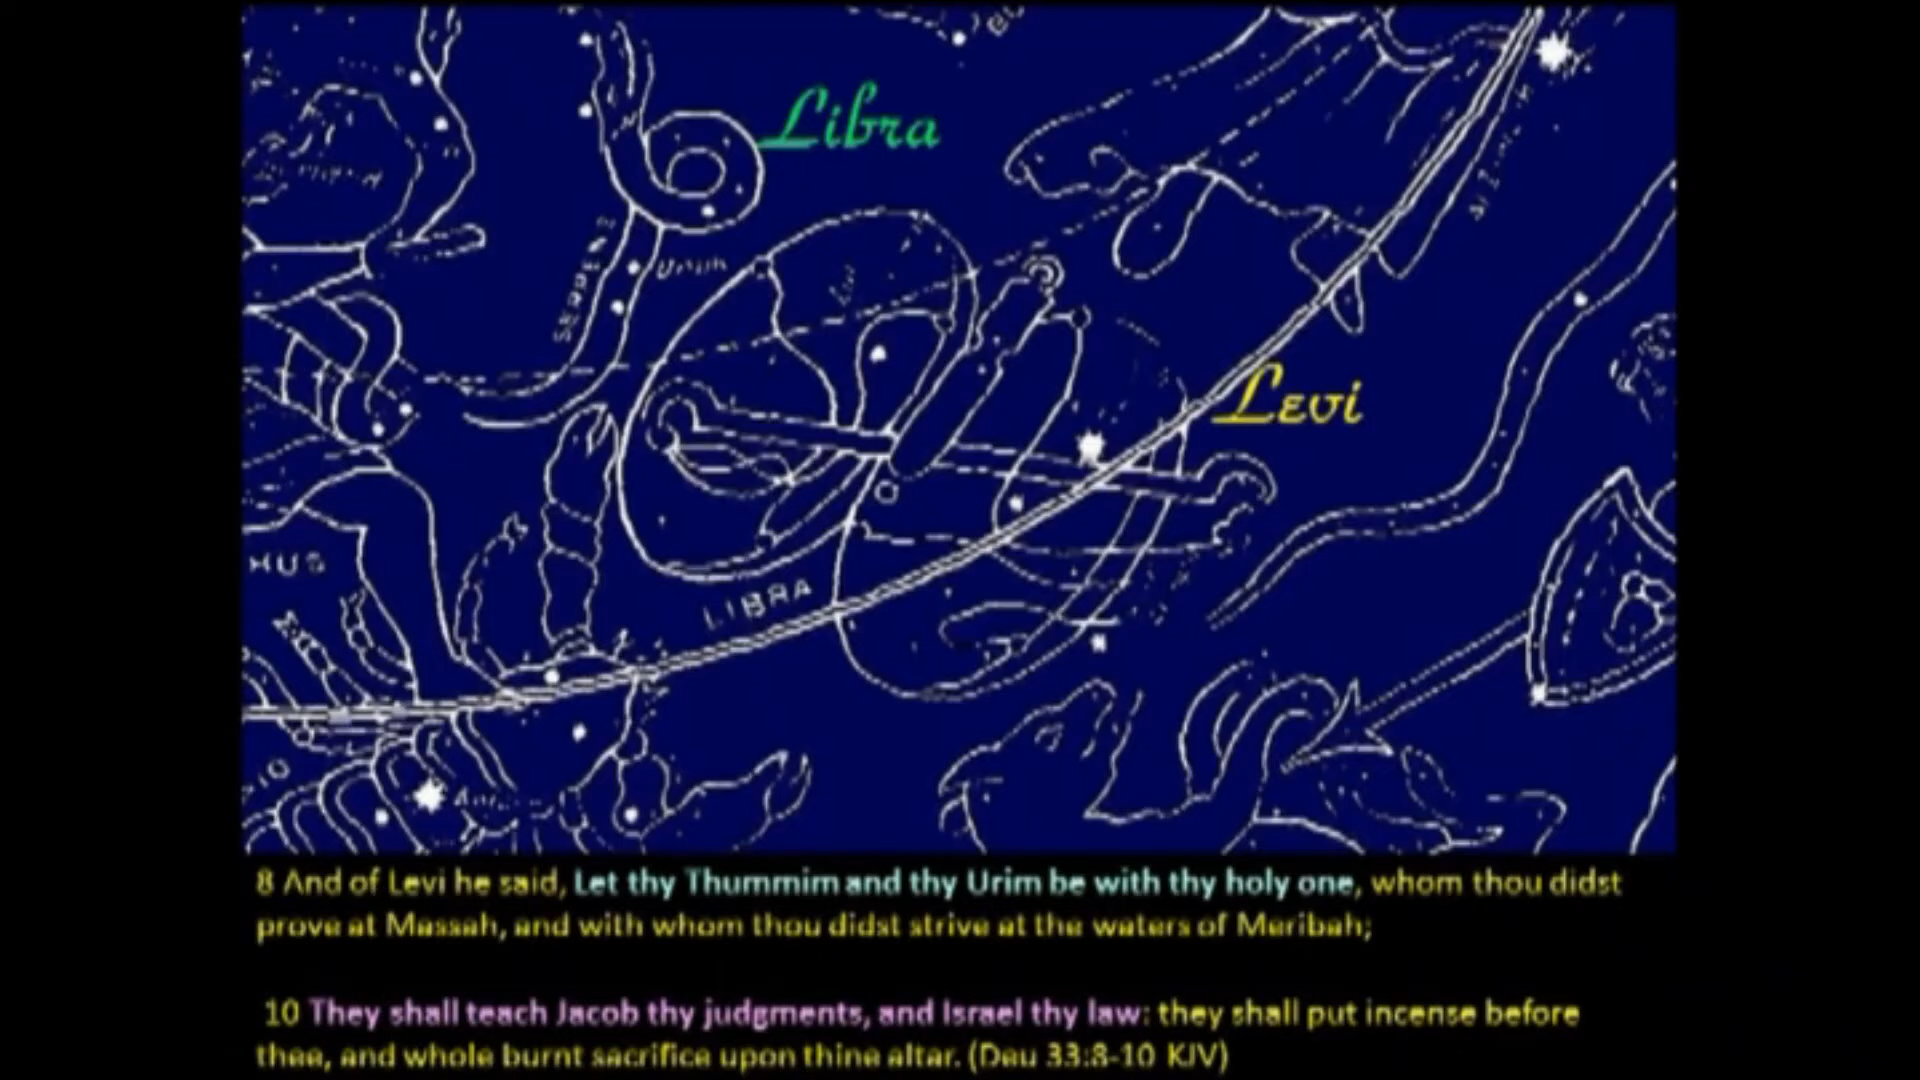 Libra
Unuk
SERPENS
Levi
LIBRA
HUS
8 And of Levi he said, Let thy Thummim and thy Urim be with thy holy one, whom thou didst
prove at Massah, and with whom thou didst strive at the waters of Meribah;
10 They shall teach Jacob thy judgments, and Israel thy law: they shall put incense before
thee, and whole burnt sacrifice upon thine altar. (Deu 33:8-10 KJV)